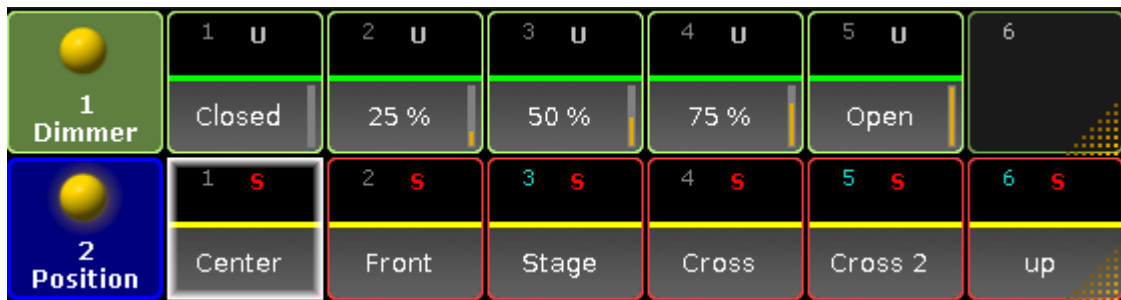 1 U 2 U 3 U 4 U 5 U 6
1
Dimmer
Closed 25 % 50 % 75 % Open
1 S 2 S 3 S 4 S 5 S 6 S
2
Position
Center Front Stage Cross Cross 2 up